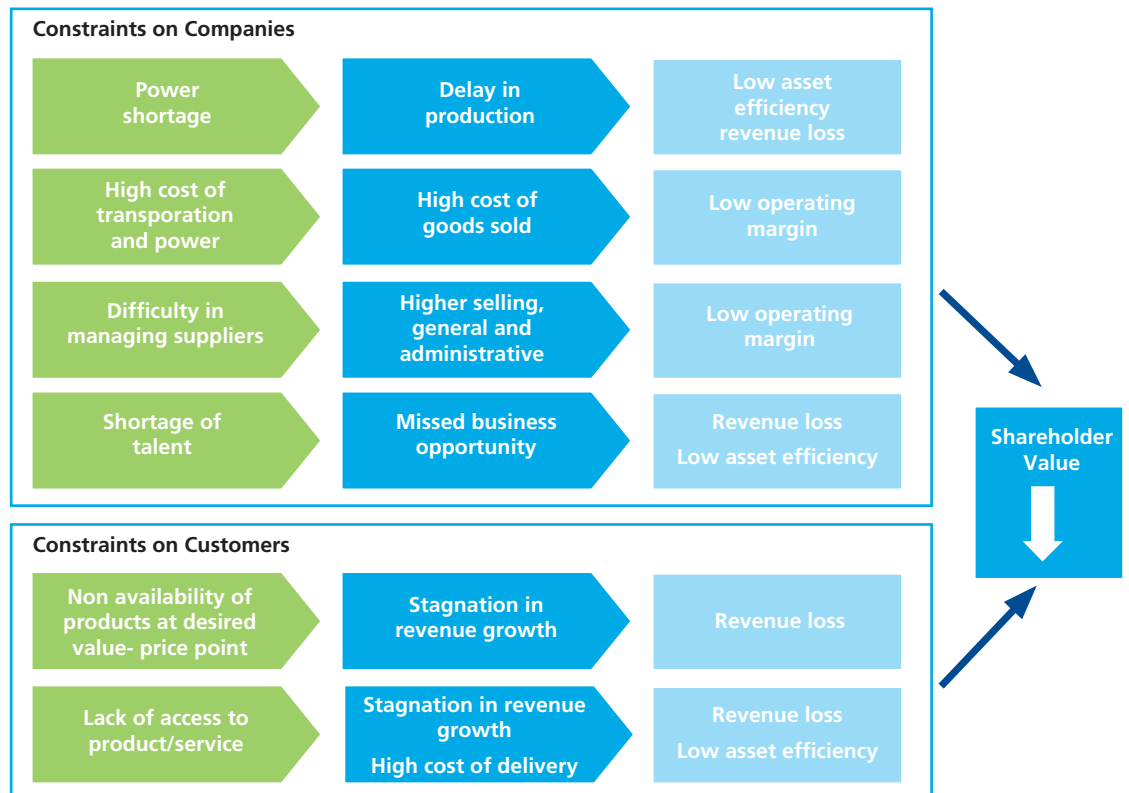 Constraints on Companies
Power
shortage
Delay in
production
Low asset
efficiency
revenue loss
High cost of
transporation
and power
High cost of
goods sold
Low operating
margin
Difficulty in
managing suppliers
Higher selling,
general and
administrative
Low operating
margin
Shortage of
talent
Missed business
opportunity
Revenue loss
Low asset efficiency
Shareholder
Value
Constraints on Customers
Non availability of
products at desired
value- price point
Stagnation in
revenue growth
Revenue loss
Lack of access to
product/service
Stagnation in revenue
growth
High cost of delivery
Revenue loss
Low asset efficiency